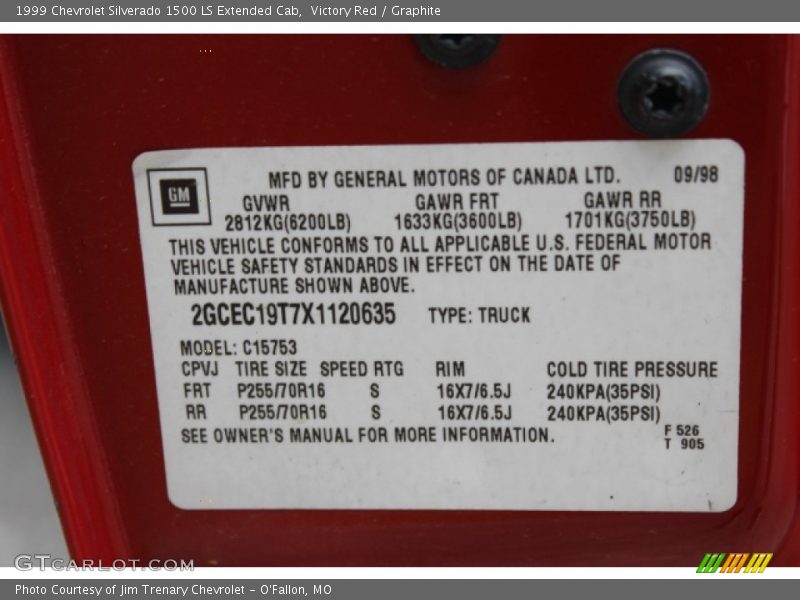 1999 Chevrolet Silverado 1500 LS Extended Cab, Victory Red / Graphite
GM
MFD BY GENERAL MOTORS OF CANADA LTD. 09/98
GVWR GAWR FRT GAWR RR
2812KG(6200LB) 1633KG(3600LB) 1701KG(3750LB)
THIS VEHICLE CONFORMS TO ALL APPLICABLE U.S. FEDERAL MOTOR
VEHICLE SAFETY STANDARDS IN EFFECT ON THE DATE OF
MANUFACTURE SHOWN ABOVE.
2GCEC19T7X1120635 TYPE: TRUCK
MODEL: C15753
CPVJ TIRE SIZE SPEED RTG RIM COLD TIRE PRESSURE
FRT P255/70R16 S 16X7/6.5J 240KPA(35PSI)
RR P255/70R16 S 16X7/6.5J 240KPA(35PSI)
SEE OWNER'S MANUAL FOR MORE INFORMATION. F 526
T 905
GTCARLOT.COM
Photo Courtesy of Jim Trenary Chevrolet - O'Fallon, MO